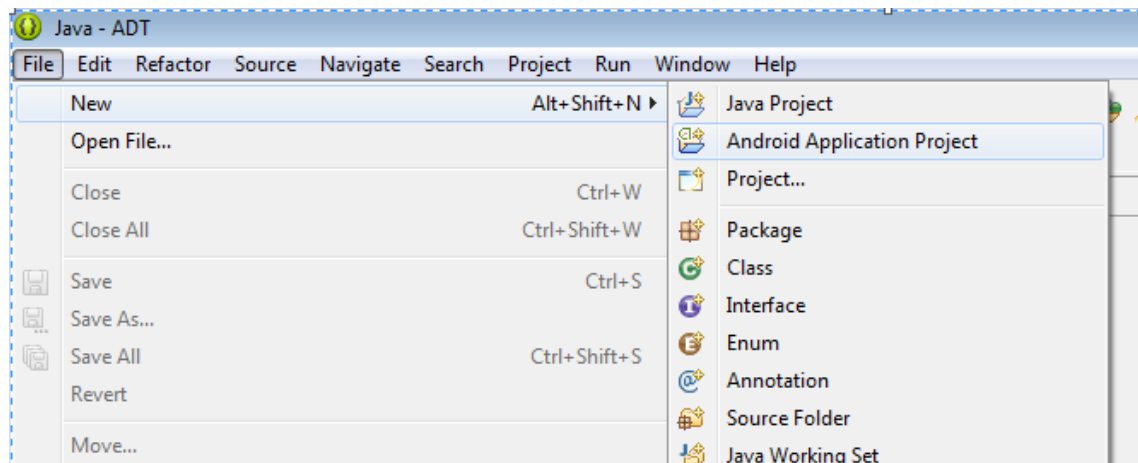 Java - ADT
File Edit Refactor Source Navigate Search Project Run Window Help
New Alt+Shift+N
Open File...
Close Ctrl+W
Close All Ctrl+Shift+W
Save Ctrl+S
Save As...
Save All Ctrl+Shift+S
Revert
Move...
Java Project
Android Application Project
Project...
Package
Class
Interface
Enum
Annotation
Source Folder
Java Working Set